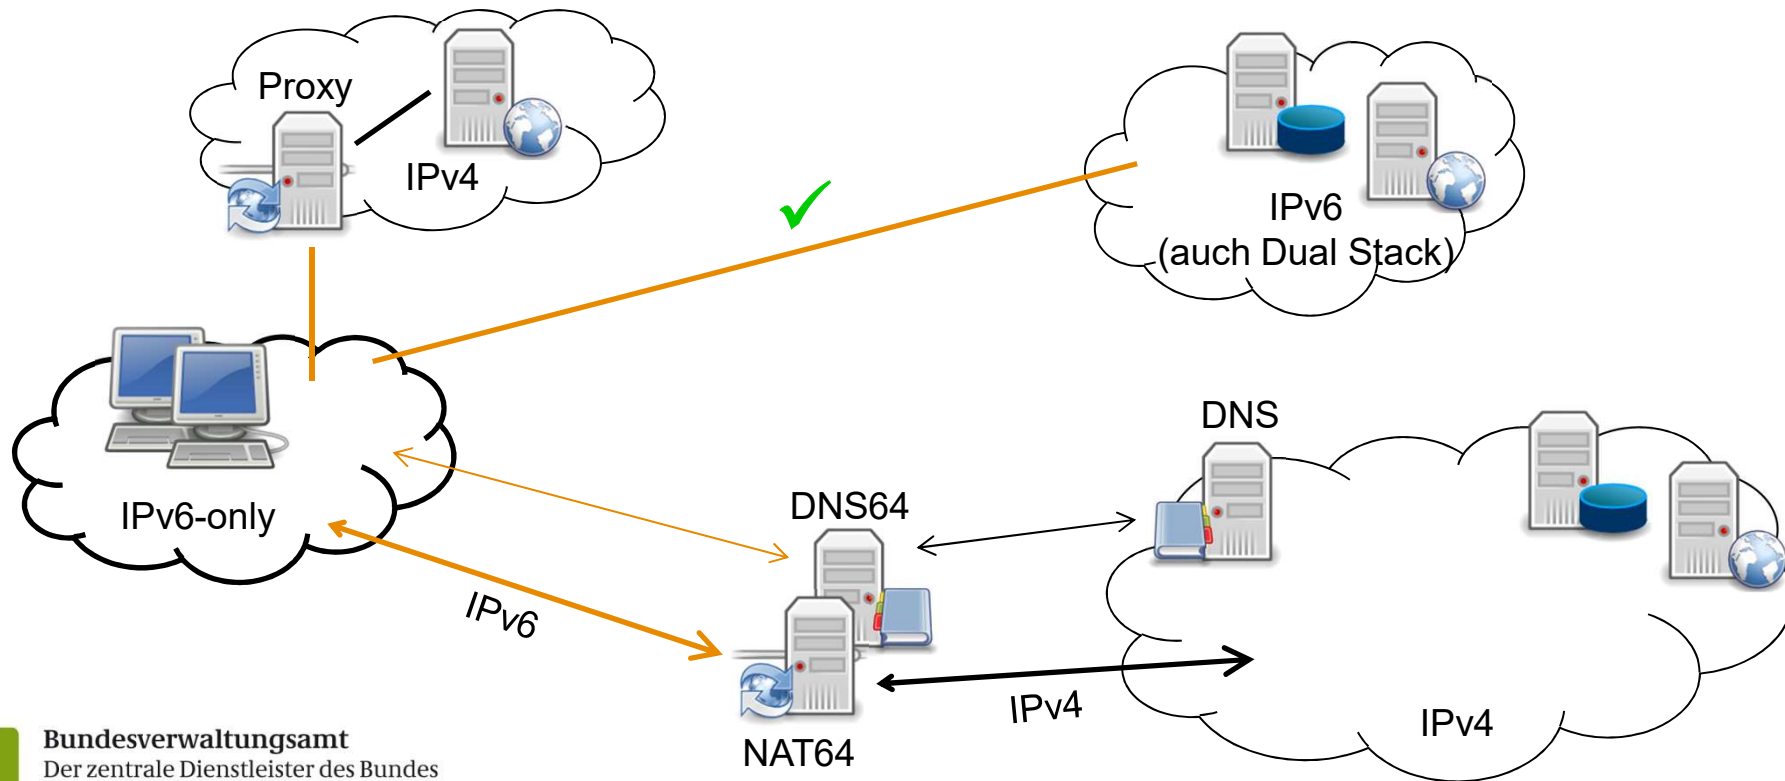 Proxy
IPv4
IPv6
(auch Dual Stack)
DNS
DNS64
IPv6-only
IPv6
IPv4
IPv4
NAT64
Bundesverwaltungsamt
Der zentrale Dienstleister des Bundes